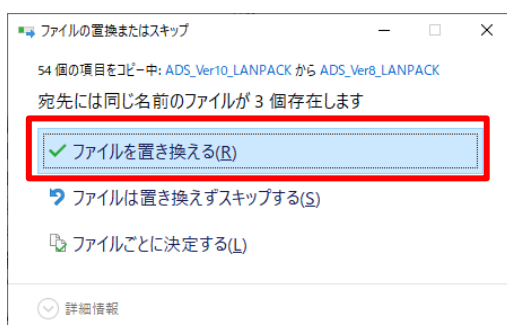 ファイルの置換またはスキップ
54 個の項目をコピー中: ADS_Ver10_LANPACK から ADS_Ver8_LANPACK
宛先には同じ名前のファイルが 3 個存在します
ファイルを置き換える(R)
ファイルは置き換えずスキップする(S)
ファイルごとに決定する(L)
詳細情報